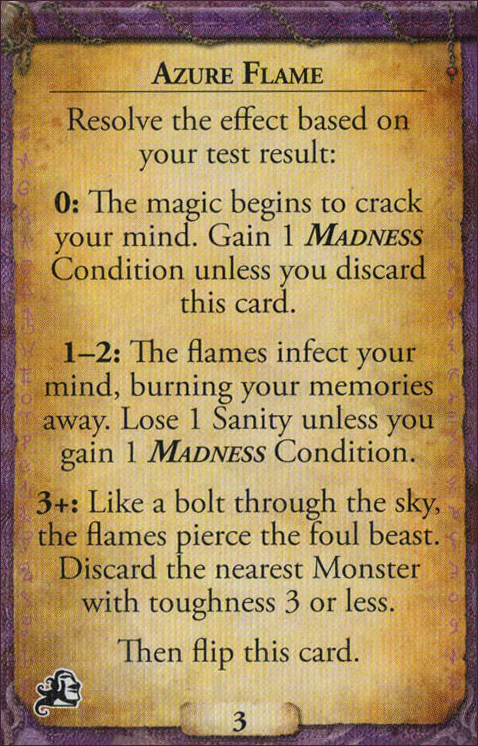 AZURE FLAME
Resolve the effect based on
your test result:
0: The magic begins to crack
your mind. Gain 1 MADNESS
Condition unless you discard
this card.
1–2: The flames infect your
mind, burning your memories
away. Lose 1 Sanity unless you
gain 1 MADNESS Condition.
3+: Like a bolt through the sky,
the flames pierce the foul beast.
Discard the nearest Monster
with toughness 3 or less.
Then flip this card.
3